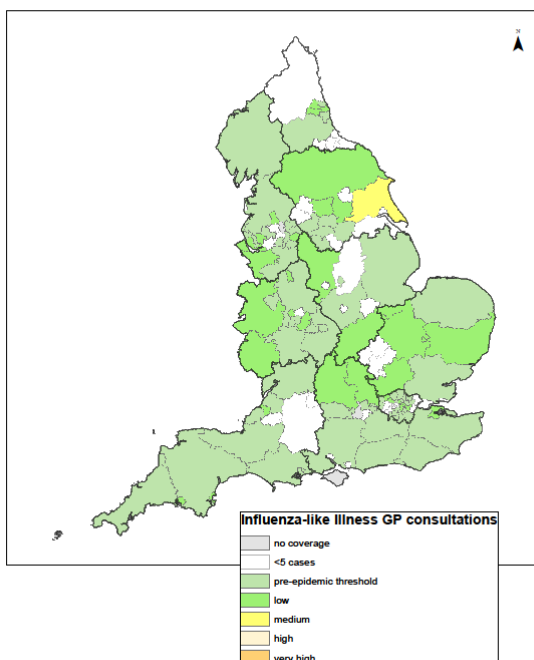 Influenza-like Illness GP consultations
no coverage
<5 cases
pre-epidemic threshold
low
medium
high
very high